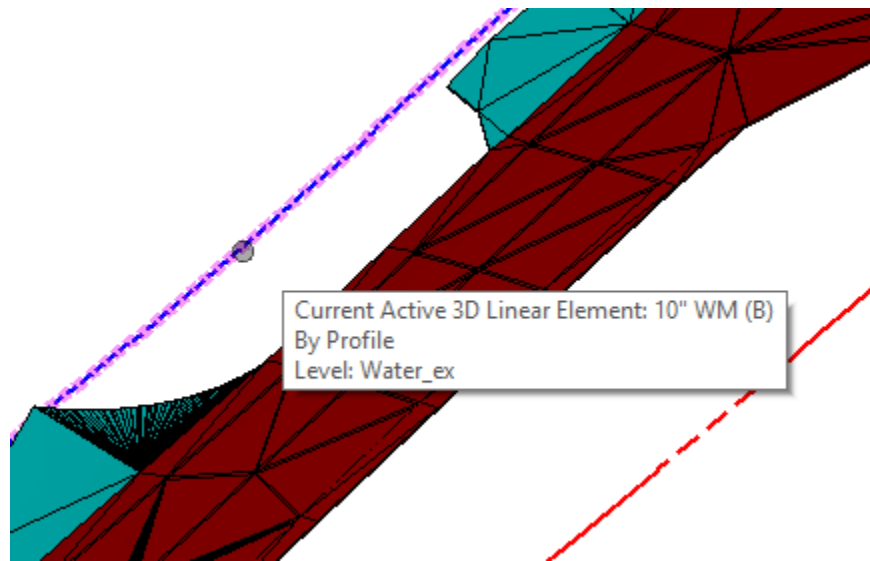 Current Active 3D Linear Element: 10" WM (B)
By Profile
Level: Water_ex